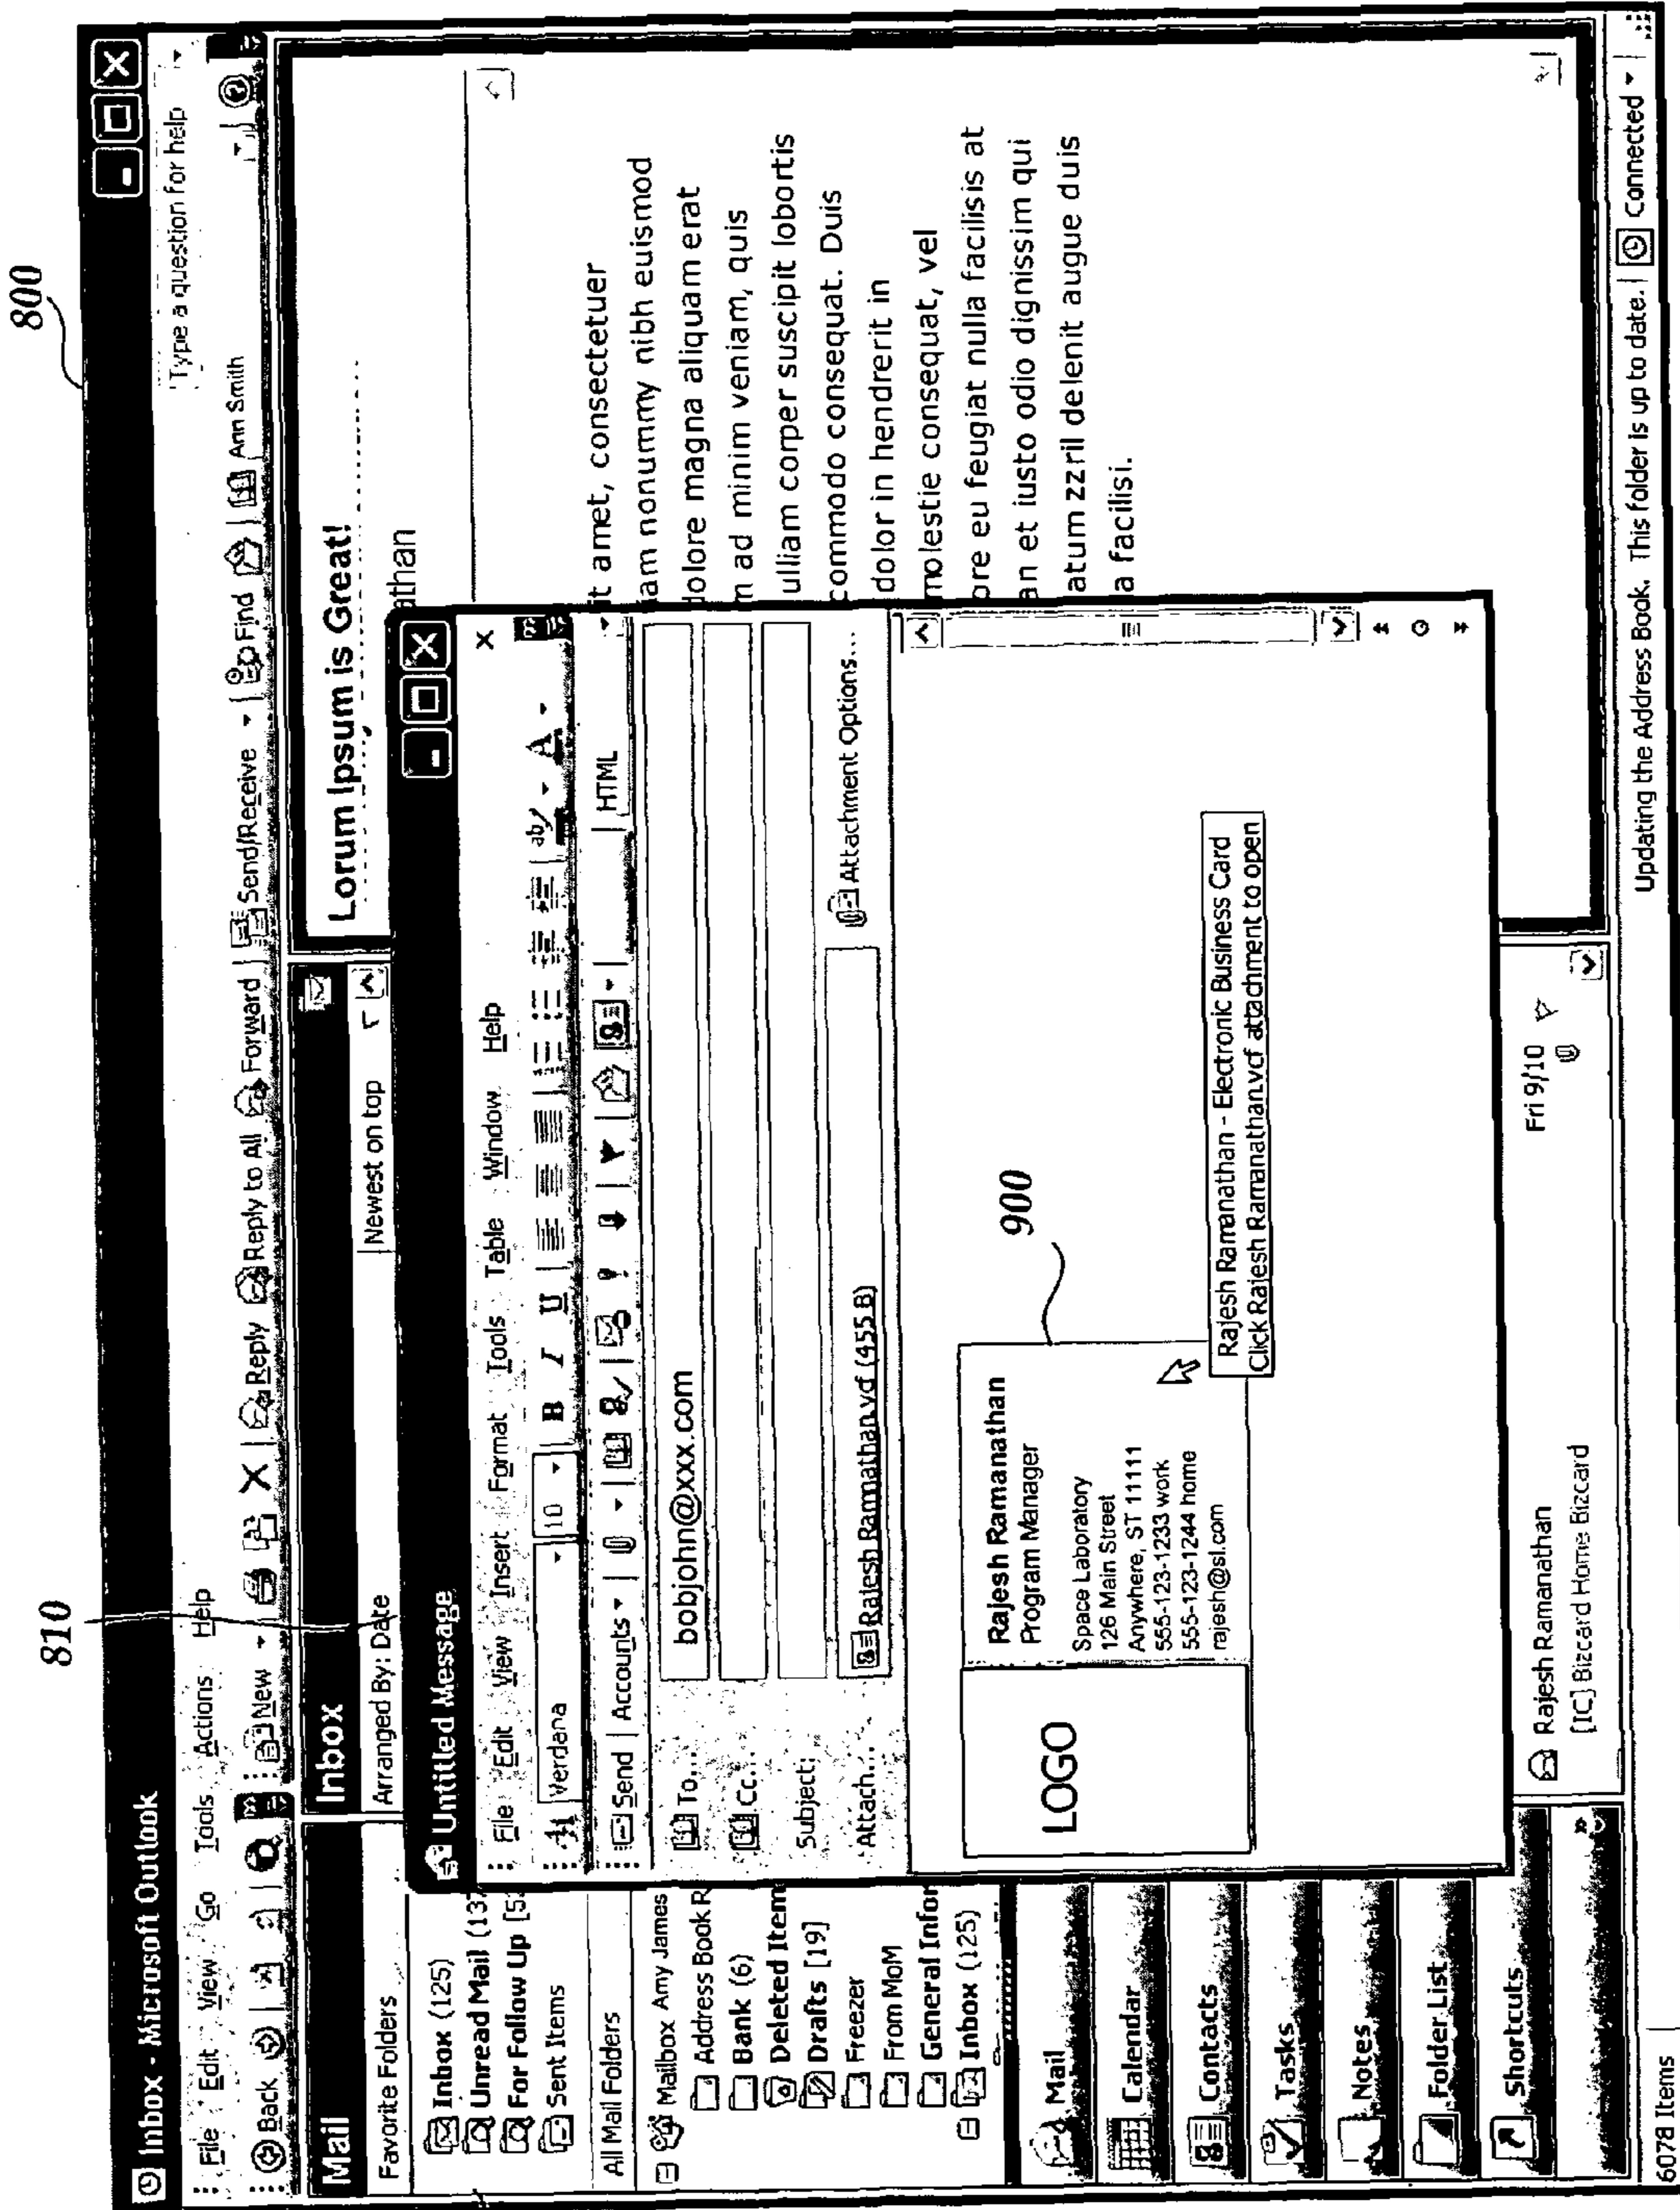 800
810
Inbox - Microsoft Outlook
File Edit View Go Tools Actions Help
Type a question for help
Back
New
Reply Reply to All Forward Send/Receive Find Ann Smith
Mail
Favorite Folders
Inbox (125)
Unread Mail (137
For Follow Up [5
Sent Items
All Mail Folders
Mailbox Amy James
Address Book R
Bank (6)
Deleted Item
Drafts [19]
Freezer
From MoM
General Infor
Inbox (125)
Mail
Calendar
Contacts
Tasks
Notes
Folder List
Shortcuts
6078 Items
Inbox
Arranged By: Date Newest on top
Untitled Message
File Edit View Insert Format Tools Table Window Help
Verdana 10 B I U ab A
Send Accounts HTML
To... bobjohn@xxx.com
Cc...
Subject:
Attach... Rajesh Ramnathan.vcf (455 B) Attachment Options...
900
LOGO
Rajesh Ramanathan
Program Manager
Space Laboratory
126 Main Street
Anywhere, ST 11111
555-123-1233 work
555-123-1244 home
rajesh@sl.com
Rajesh Ramanathan - Electronic Business Card
Click Rajesh Ramanathan.vcf attachment to open
Rajesh Ramanathan Fri 9/10
[IC] Bizcard Home Bizcard
Lorum Ipsum is Great!
athan
it amet, consectetuer
am nonummy nibh euismod
dolore magna aliquam erat
n ad minim veniam, quis
ulliam corper suscipit lobortis
commodo consequat. Duis
dolor in hendrerit in
molestie consequat, vel
ore eu feugiat nulla facilisis at
an et iusto odio dignissim qui
atum zzril delenit augue duis
a facilisi.
Updating the Address Book. This folder is up to date. Connected